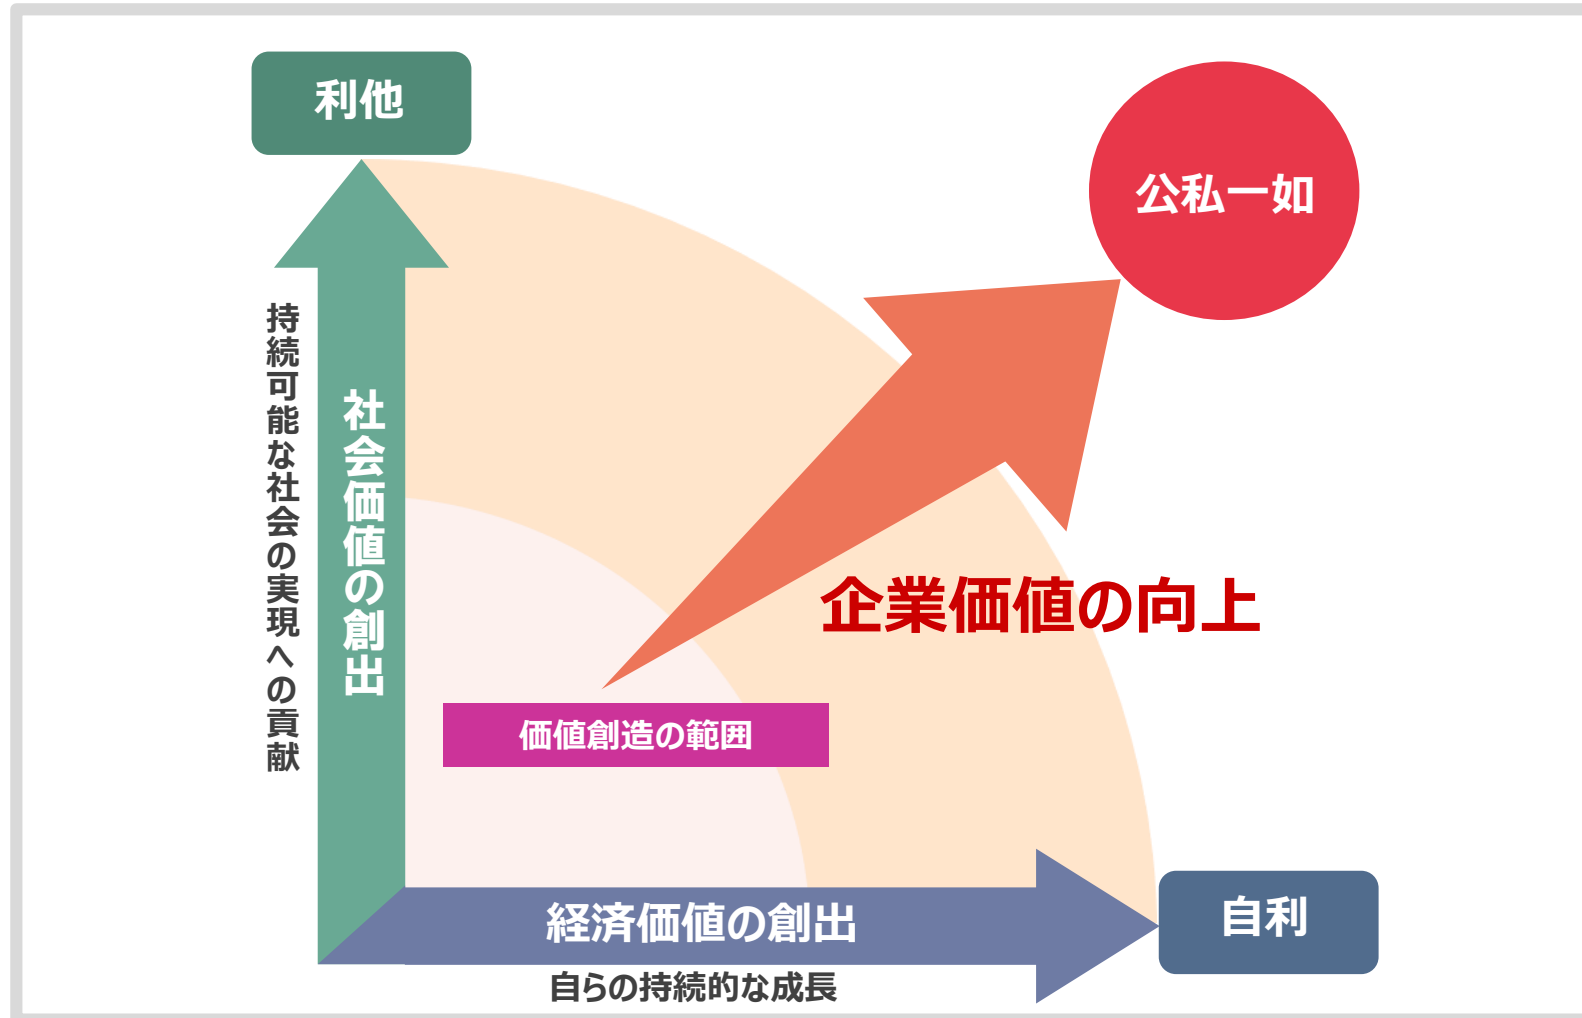 利他
公私一如
持続可能な社会の実現への貢献
社会価値の創出
企業価値の向上
価値創造の範囲
経済価値の創出
自利
自らの持続的な成長